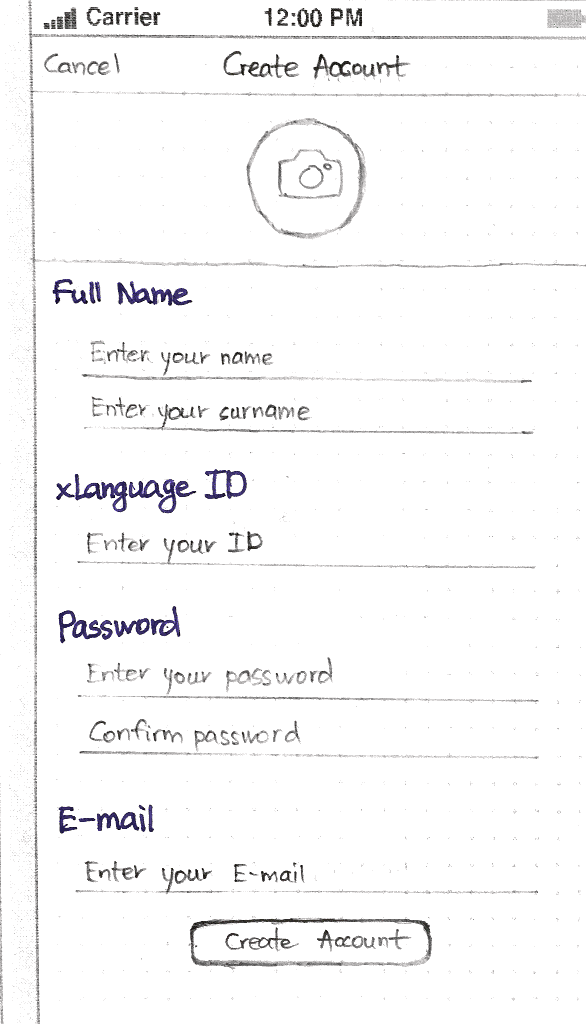 Carrier 12:00 PM
Cancel Create Account
Full Name
Enter your name
Enter your surname
xLanguage ID
Enter your ID
Password
Enter your password
Confirm password
E-mail
Enter your E-mail
Create Account